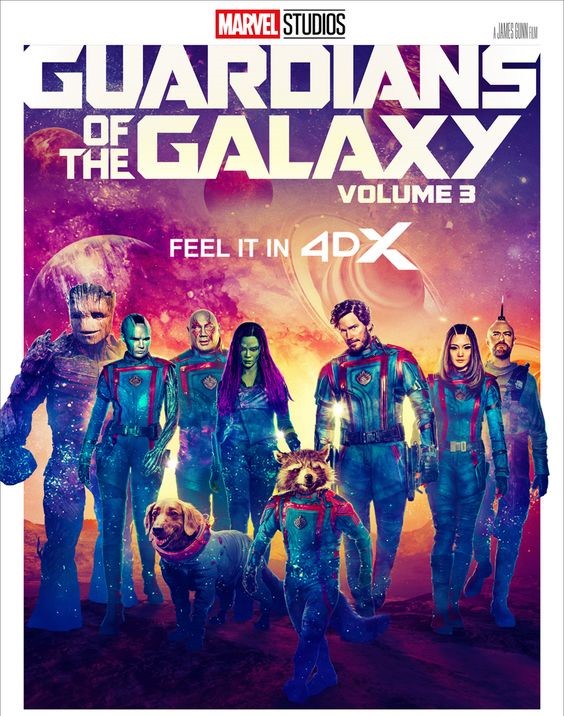 MARVEL STUDIOS
A JAMES GUNN FILM
GUARDIANS
OF
THE GALAXY
VOLUME 3
FEEL IT IN 4DX